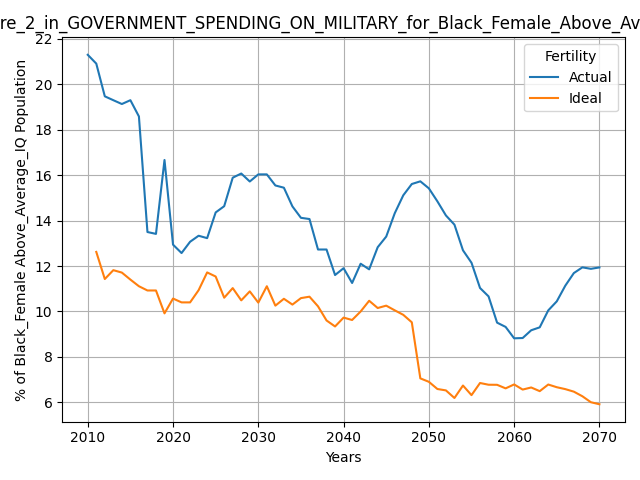 re_2_in_GOVERNMENT_SPENDING_ON_MILITARY_for_Black_Female_Above_Av
22
20
18
16
14
12
10
8
6
% of Black_Female Above_Average_IQ Population
Fertility
Actual
Ideal
2010 2020 2030 2040 2050 2060 2070
Years